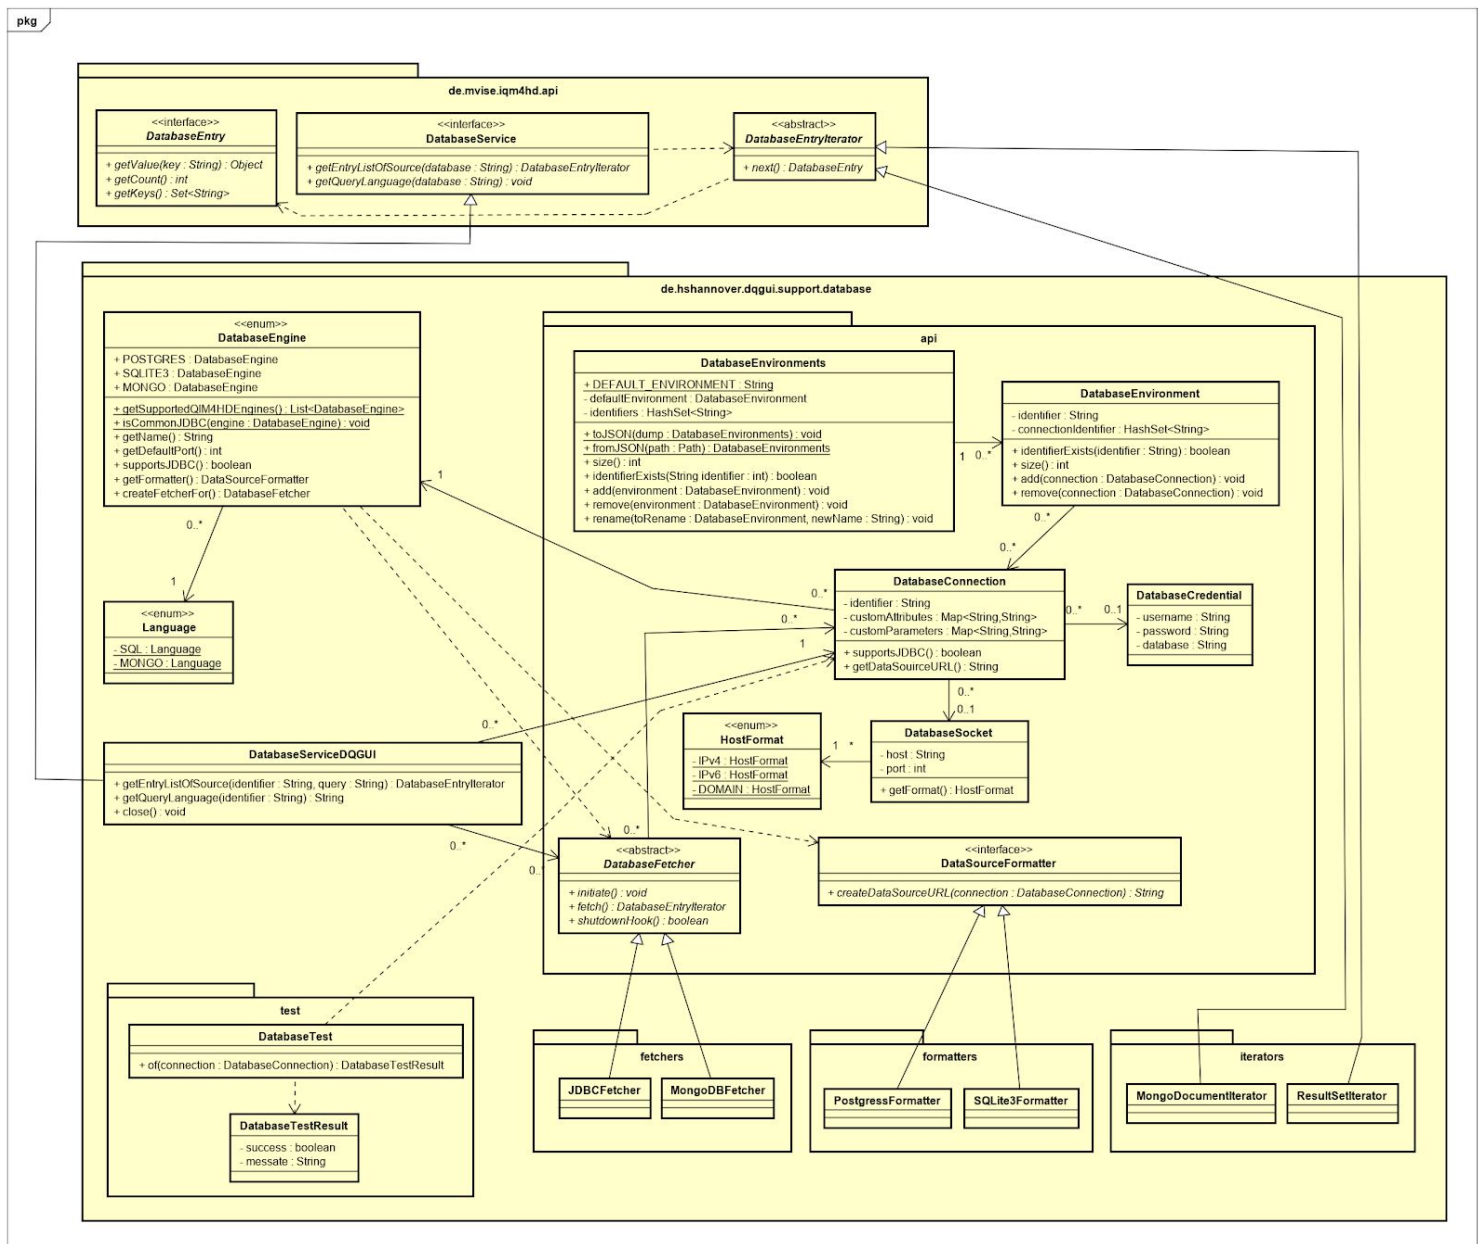 pkg
de.mvise.iqm4hd.api
<<interface>>
DatabaseEntry
+ getValue(key : String) : Object
+ getCount() : int
+ getKeys() : Set<String>
<<interface>>
DatabaseService
+ getEntryListOfSource(database : String) : DatabaseEntryIterator
+ getQueryLanguage(database : String) : void
<<abstract>>
DatabaseEntryIterator
+ next() : DatabaseEntry
de.hshannover.dqgui.support.database
<<enum>>
DatabaseEngine
+ POSTGRES : DatabaseEngine
+ SQLITE3 : DatabaseEngine
+ MONGO : DatabaseEngine
+ getSupportedQIM4HDEngines() : List<DatabaseEngine>
+ isCommonJDBC(engine : DatabaseEngine) : void
+ getName() : String
+ getDefaultPort() : int
+ supportsJDBC() : boolean
+ getFormatter() : DataSourceFormatter
+ createFetcherFor() : DatabaseFetcher
api
DatabaseEnvironments
+ DEFAULT_ENVIRONMENT : String
- defaultEnvironment : DatabaseEnvironment
- identifiers : HashSet<String>
+ toJSON(dump : DatabaseEnvironments) : void
+ fromJSON(path : Path) : DatabaseEnvironments
+ size() : int
+ identifierExists(String identifier : int) : boolean
+ add(environment : DatabaseEnvironment) : void
+ remove(environment : DatabaseEnvironment) : void
+ rename(toRename : DatabaseEnvironment, newName : String) : void
1
0..*
DatabaseEnvironment
- identifier : String
- connectionIdentifier : HashSet<String>
+ identifierExists(identifier : String) : boolean
+ size() : int
+ add(connection : DatabaseConnection) : void
+ remove(connection : DatabaseConnection) : void
0..*
0..*
1
0..*
0..*
1
<<enum>>
Language
- SQL : Language
- MONGO : Language
DatabaseConnection
- identifier : String
- customAttributes : Map<String,String>
- customParameters : Map<String,String>
+ supportsJDBC() : boolean
+ getDataSourceURL() : String
0..*
1
0..*
0..1
DatabaseCredential
- username : String
- password : String
- database : String
0..*
0..1
<<enum>>
HostFormat
- IPv4 : HostFormat
- IPv6 : HostFormat
- DOMAIN : HostFormat
1
*
DatabaseSocket
- host : String
- port : int
+ getFormat() : HostFormat
0..*
DatabaseServiceDQGUI
+ getEntryListOfSource(identifier : String, query : String) : DatabaseEntryIterator
+ getQueryLanguage(identifier : String) : String
+ close() : void
0..*
0..*
0..*
<<abstract>>
DatabaseFetcher
+ initiate() : void
+ fetch() : DatabaseEntryIterator
+ shutdownHook() : boolean
<<interface>>
DataSourceFormatter
+ createDataSourceURL(connection : DatabaseConnection) : String
test
DatabaseTest
+ of(connection : DatabaseConnection) : DatabaseTestResult
DatabaseTestResult
- success : boolean
- messate : String
fetchers
JDBCFetcher
MongoDBFetcher
formatters
PostgressFormatter
SQLite3Formatter
iterators
MongoDocumentIterator
ResultSetIterator